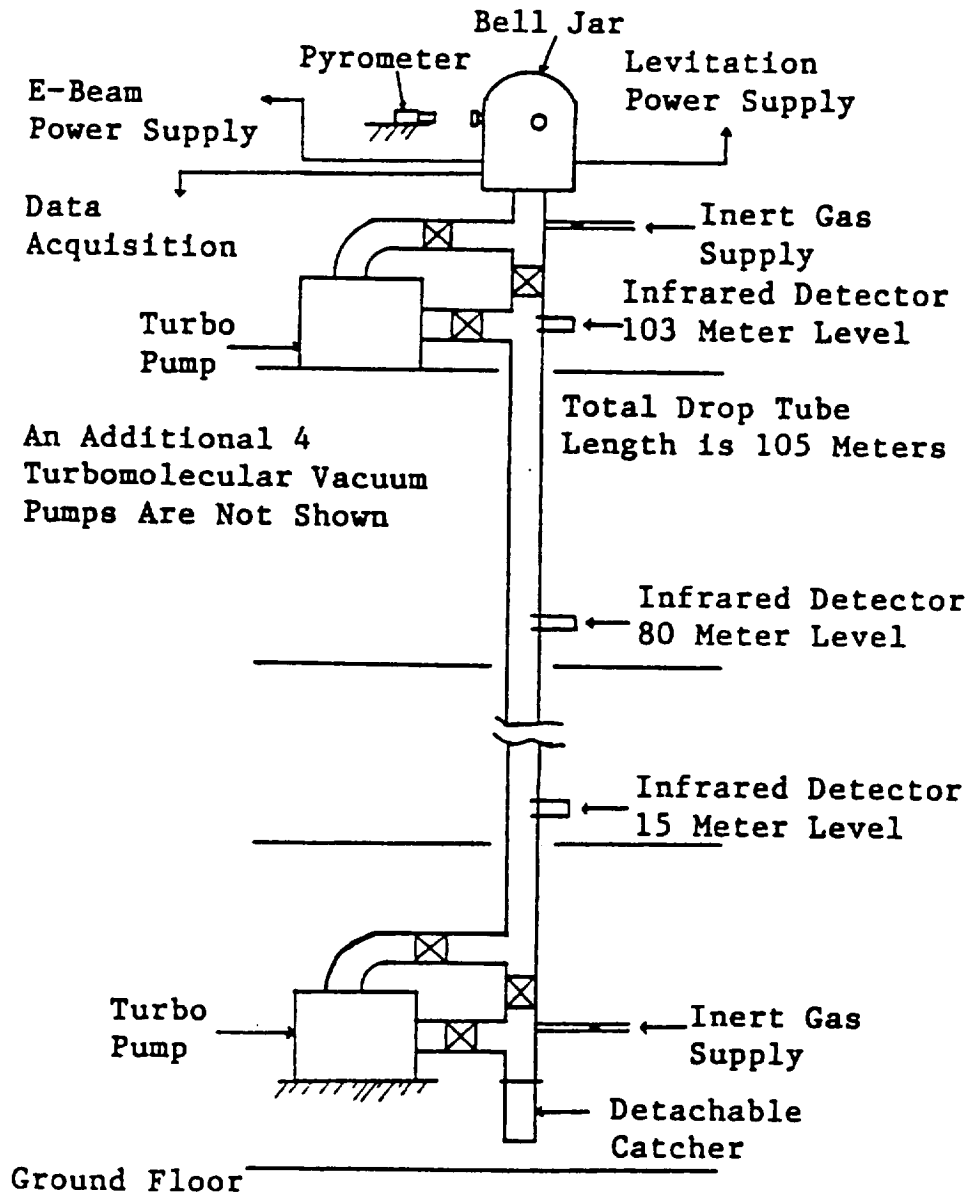 Bell Jar
Pyrometer
Levitation
Power Supply
E-Beam
Power Supply
Data
Acquisition
Inert Gas
Supply
Infrared Detector
103 Meter Level
Turbo
Pump
Total Drop Tube
Length is 105 Meters
An Additional 4
Turbomolecular Vacuum
Pumps Are Not Shown
Infrared Detector
80 Meter Level
Infrared Detector
15 Meter Level
Turbo
Pump
Inert Gas
Supply
Detachable
Catcher
Ground Floor